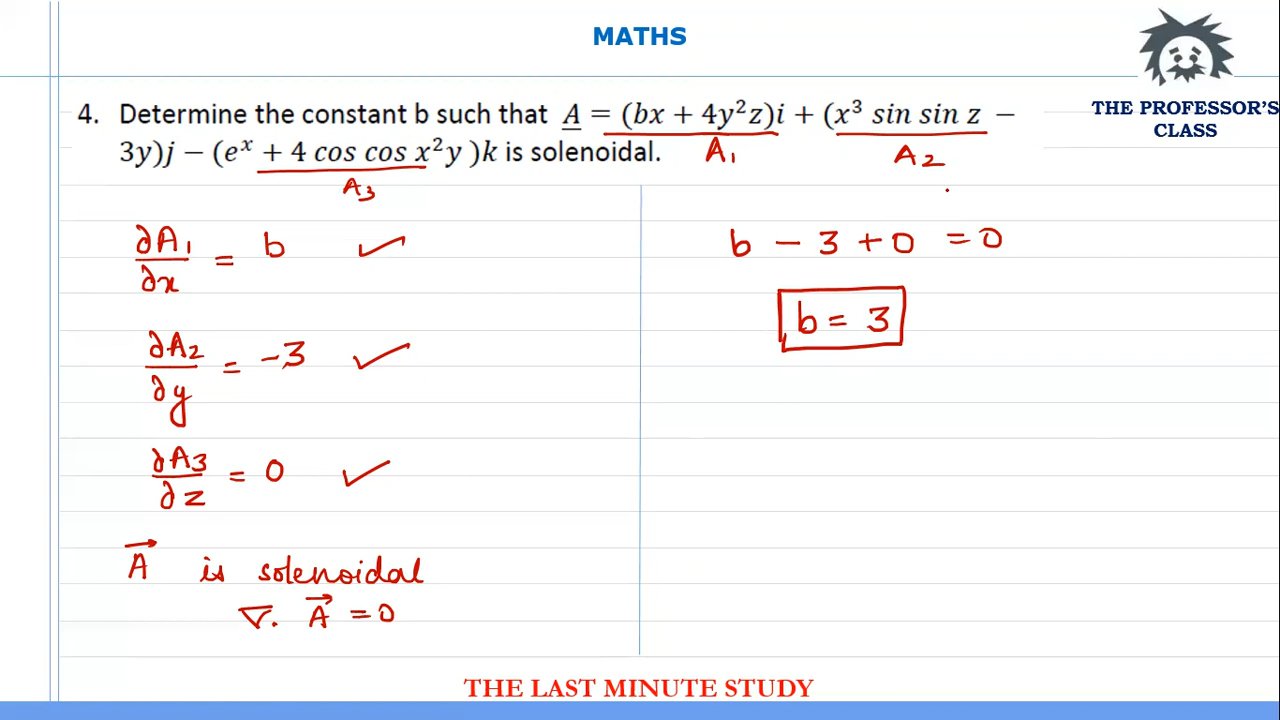 MATHS
THE PROFESSOR'S
CLASS
4. Determine the constant b such that A = (bx + 4y²z)i + (x³ sin sin z −
3y)j − (eˣ + 4 cos cos x²y )k is solenoidal.
A₁
A₂
A₃
∂A₁/∂x = b ✓
∂A₂/∂y = -3 ✓
∂A₃/∂z = 0 ✓
A⃗ is solenoidal
∇. A⃗ = 0
b − 3 + 0 = 0
b = 3
THE LAST MINUTE STUDY